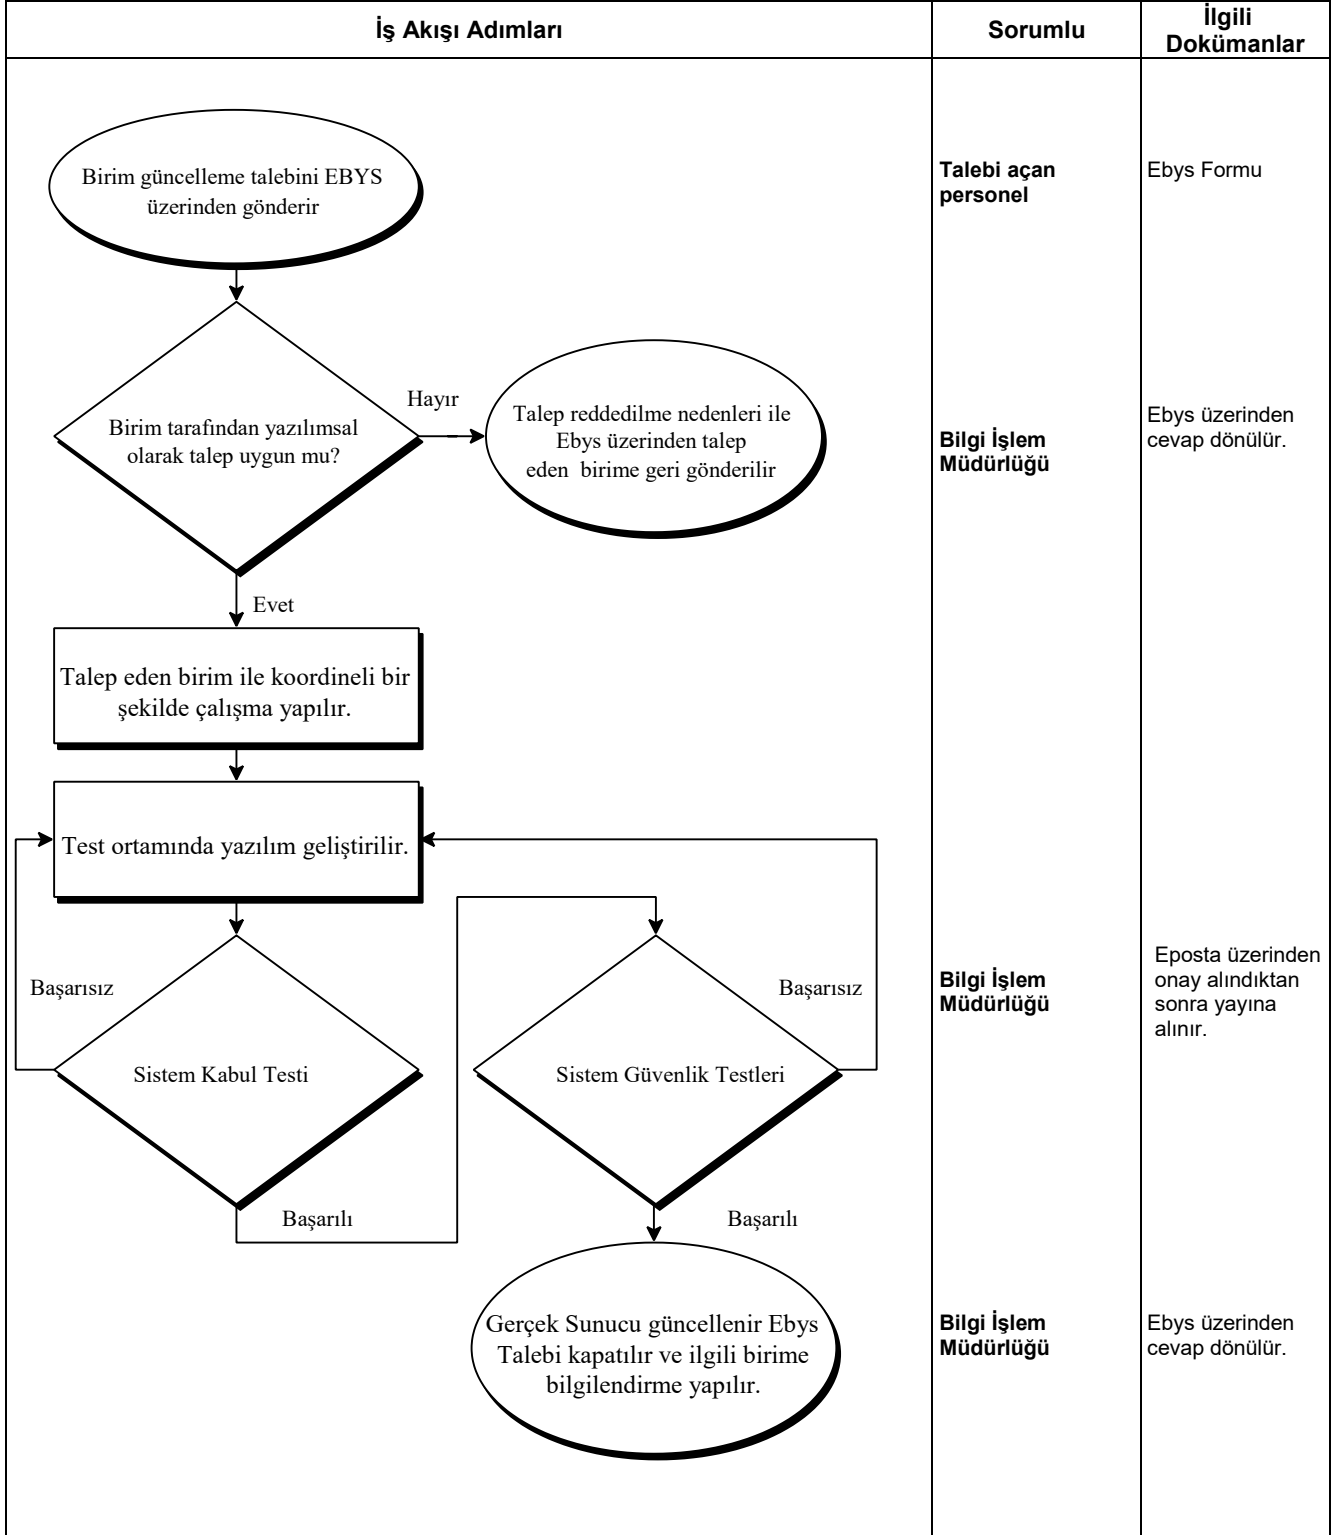 İş Akışı Adımları
Sorumlu
İlgili
Dokümanlar
Birim güncelleme talebini EBYS
üzerinden gönderir
Talebi açan
personel
Ebys Formu
Birim tarafından yazılımsal
olarak talep uygun mu?
Hayır
Talep reddedilme nedenleri ile
Ebys üzerinden talep
eden birime geri gönderilir
Bilgi İşlem
Müdürlüğü
Ebys üzerinden
cevap dönülür.
Evet
Talep eden birim ile koordineli bir
şekilde çalışma yapılır.
Test ortamında yazılım geliştirilir.
Başarısız
Sistem Kabul Testi
Başarılı
Başarısız
Sistem Güvenlik Testleri
Başarılı
Bilgi İşlem
Müdürlüğü
Eposta üzerinden
onay alındıktan
sonra yayına
alınır.
Gerçek Sunucu güncellenir Ebys
Talebi kapatılır ve ilgili birime
bilgilendirme yapılır.
Bilgi İşlem
Müdürlüğü
Ebys üzerinden
cevap dönülür.